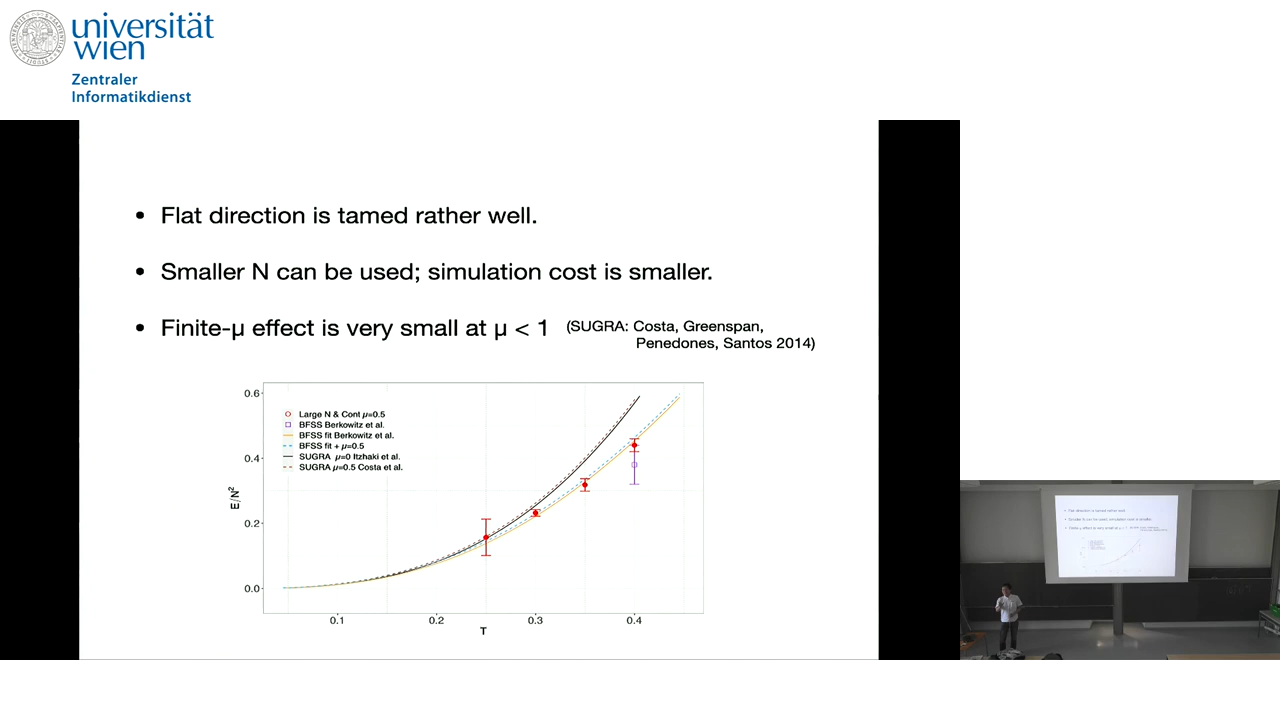 universität
wien
Zentraler
Informatikdienst
• Flat direction is tamed rather well.
• Smaller N can be used; simulation cost is smaller.
• Finite-μ effect is very small at μ < 1 (SUGRA: Costa, Greenspan,
Penedones, Santos 2014)
0.6
0.4
0.2
0.0
E/N²
Large N & Cont μ=0.5
BFSS Berkowitz et al.
BFSS fit Berkowitz et al.
BFSS fit + μ=0.5
SUGRA μ=0 Itzhaki et al.
SUGRA μ=0.5 Costa et al.
0.1 0.2 0.3 0.4
T